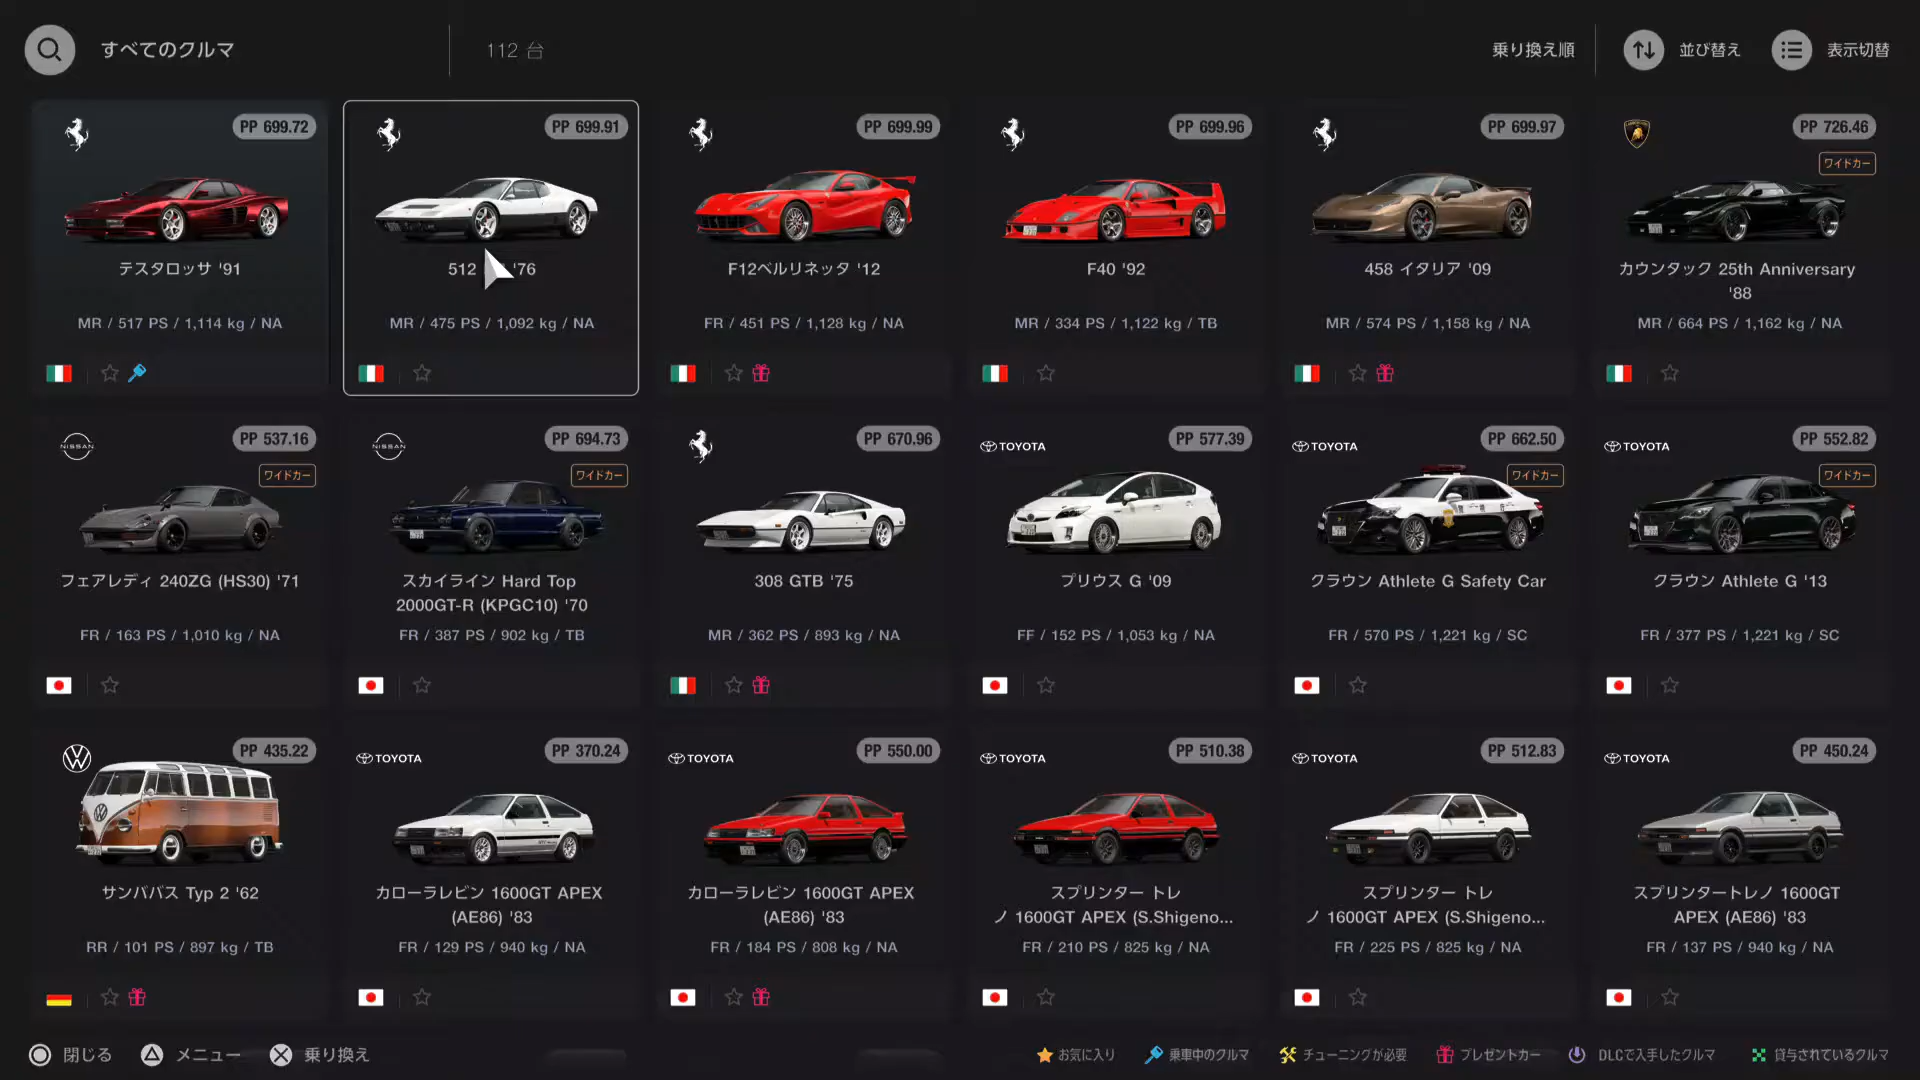 すべてのクルマ
112 台
乗り換え順
並び替え
表示切替
PP 699.72
テスタロッサ '91
MR / 517 PS / 1,114 kg / NA
PP 699.91
512 '76
MR / 475 PS / 1,092 kg / NA
PP 699.99
F12ベルリネッタ '12
FR / 451 PS / 1,128 kg / NA
PP 699.96
F40 '92
MR / 334 PS / 1,122 kg / TB
PP 699.97
458 イタリア '09
MR / 574 PS / 1,158 kg / NA
PP 726.46
ワイドカー
カウンタック 25th Anniversary
'88
MR / 664 PS / 1,162 kg / NA
NISSAN
PP 537.16
ワイドカー
フェアレディ 240ZG (HS30) '71
FR / 163 PS / 1,010 kg / NA
NISSAN
PP 694.73
ワイドカー
スカイライン Hard Top
2000GT-R (KPGC10) '70
FR / 387 PS / 902 kg / TB
PP 670.96
308 GTB '75
MR / 362 PS / 893 kg / NA
TOYOTA
PP 577.39
プリウス G '09
FF / 152 PS / 1,053 kg / NA
TOYOTA
PP 662.50
ワイドカー
クラウン Athlete G Safety Car
FR / 570 PS / 1,221 kg / SC
TOYOTA
PP 552.82
ワイドカー
クラウン Athlete G '13
FR / 377 PS / 1,221 kg / SC
PP 435.22
サンババス Typ 2 '62
RR / 101 PS / 897 kg / TB
TOYOTA
PP 370.24
カローラレビン 1600GT APEX
(AE86) '83
FR / 129 PS / 940 kg / NA
TOYOTA
PP 550.00
カローラレビン 1600GT APEX
(AE86) '83
FR / 184 PS / 808 kg / NA
TOYOTA
PP 510.38
スプリンター トレ
ノ 1600GT APEX (S.Shigeno...
FR / 210 PS / 825 kg / NA
TOYOTA
PP 512.83
スプリンター トレ
ノ 1600GT APEX (S.Shigeno...
FR / 225 PS / 825 kg / NA
TOYOTA
PP 450.24
スプリンタートレノ 1600GT
APEX (AE86) '83
FR / 137 PS / 940 kg / NA
閉じる
メニュー
乗り換え
お気に入り
乗車中のクルマ
チューニングが必要
プレゼントカー
DLCで入手したクルマ
貸与されているクルマ